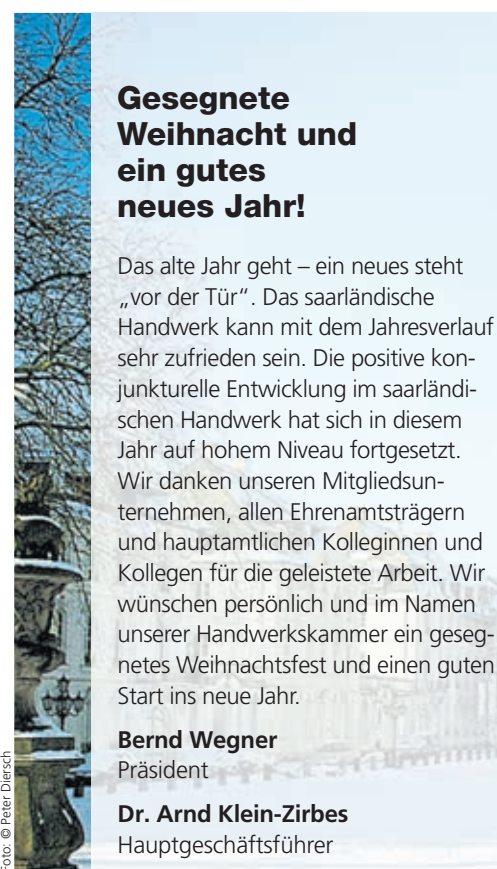 Gesegnete
Weihnacht und
ein gutes
neues Jahr!
Das alte Jahr geht – ein neues steht
„vor der Tür“. Das saarländische
Handwerk kann mit dem Jahresverlauf
sehr zufrieden sein. Die positive kon-
junkturelle Entwicklung im saarländi-
schen Handwerk hat sich in diesem
Jahr auf hohem Niveau fortgesetzt.
Wir danken unseren Mitgliedsun-
ternehmen, allen Ehrenamtsträgern
und hauptamtlichen Kolleginnen und
Kollegen für die geleistete Arbeit. Wir
wünschen persönlich und im Namen
unserer Handwerkskammer ein geseg-
netes Weihnachtsfest und einen guten
Start ins neue Jahr.
Bernd Wegner
Präsident
Dr. Arnd Klein-Zirbes
Hauptgeschäftsführer
Foto: © Peter Diersch